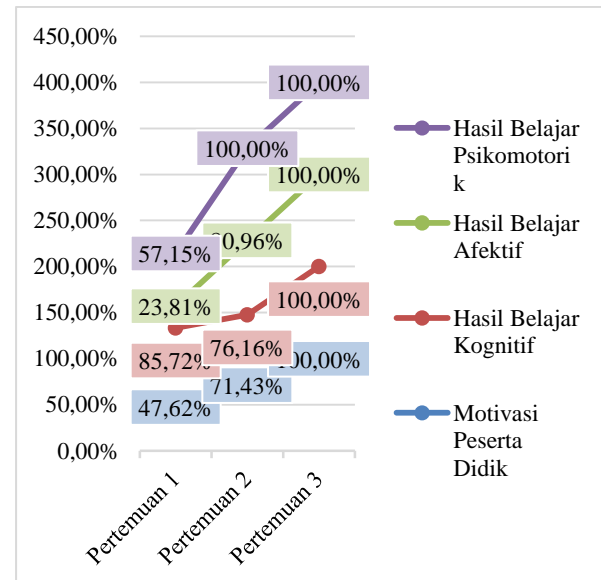 450,00%
400,00%
350,00%
300,00%
250,00%
200,00%
150,00%
100,00%
50,00%
0,00%
100,00%
100,00%
100,00%
57,15%
23,81%
100,00%
85,72%
76,16%
100,00%
47,62%
71,43%
Pertemuan 1
Pertemuan 2
Pertemuan 3
Hasil Belajar
Psikomotori
k
Hasil Belajar
Afektif
Hasil Belajar
Kognitif
Motivasi
Peserta
Didik